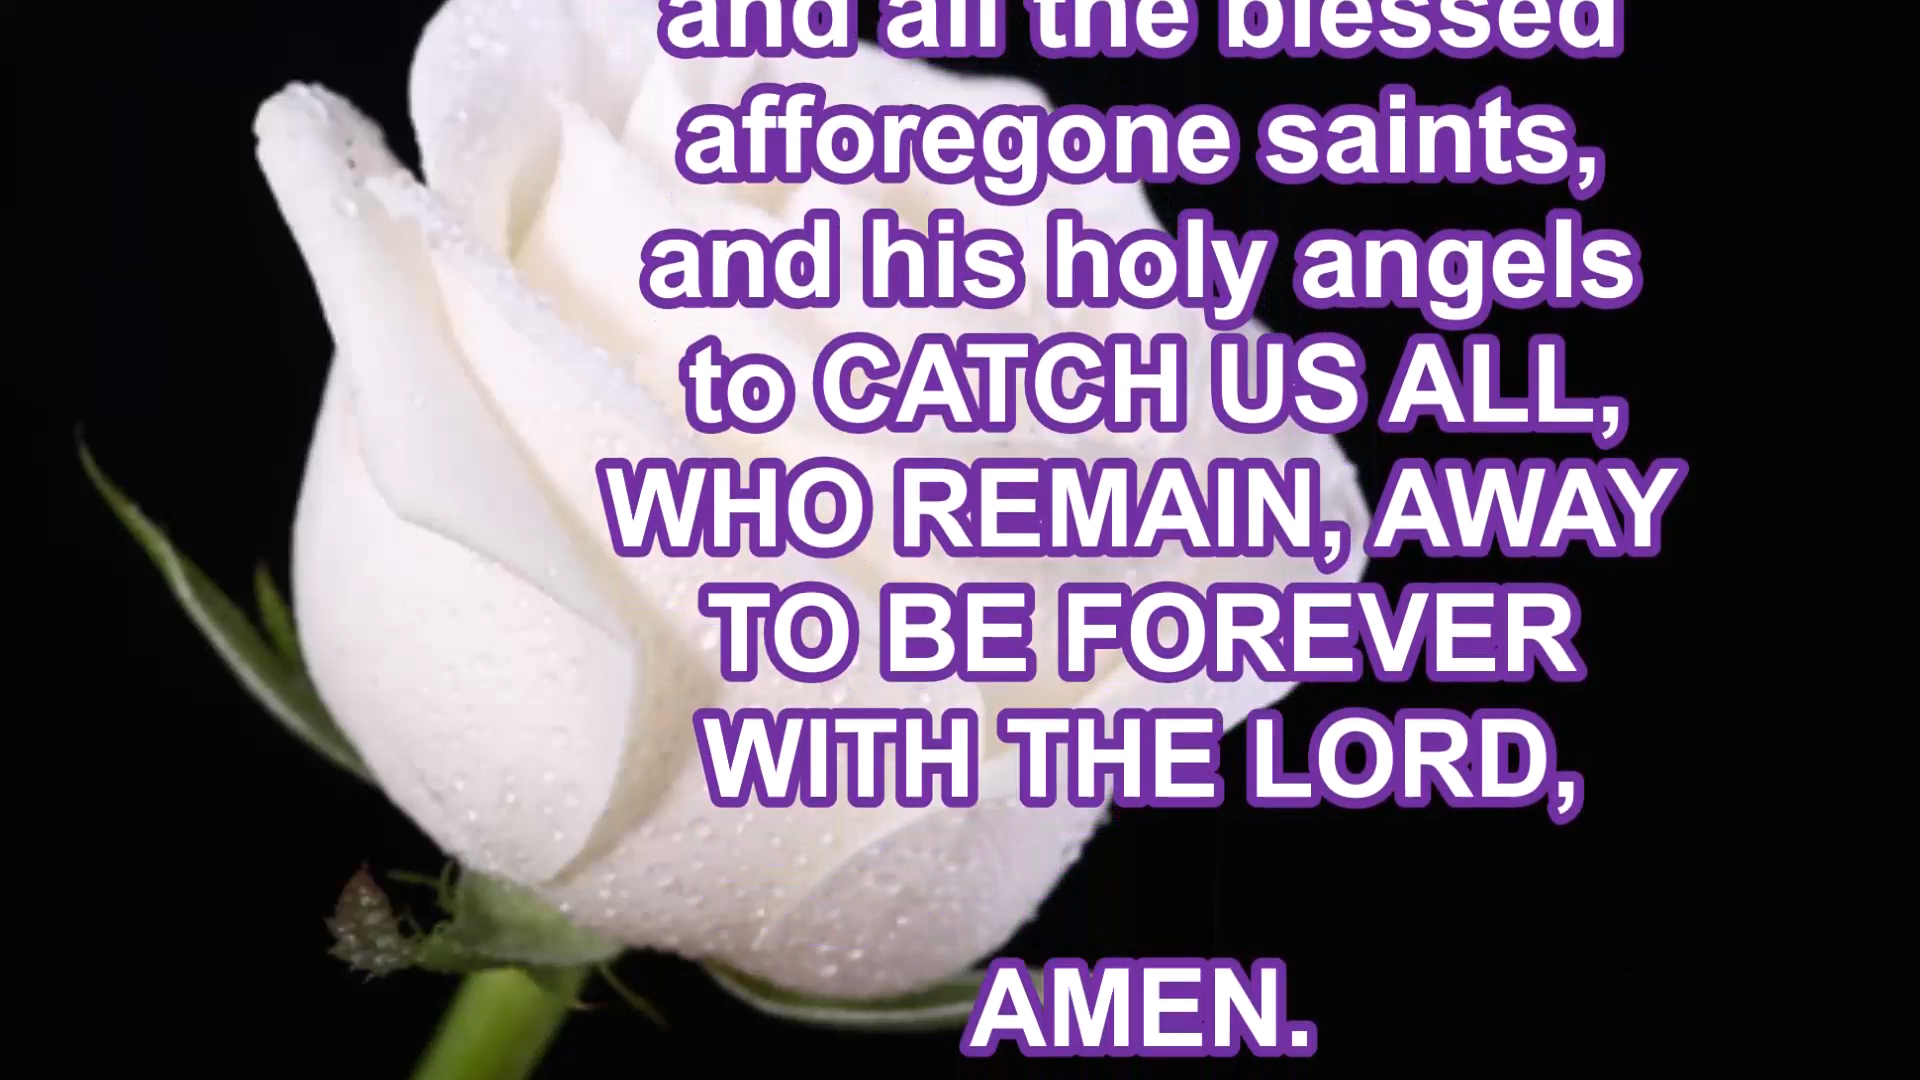 and all the blessed
afforegone saints,
and his holy angels
to CATCH US ALL,
WHO REMAIN, AWAY
TO BE FOREVER
WITH THE LORD,
AMEN.